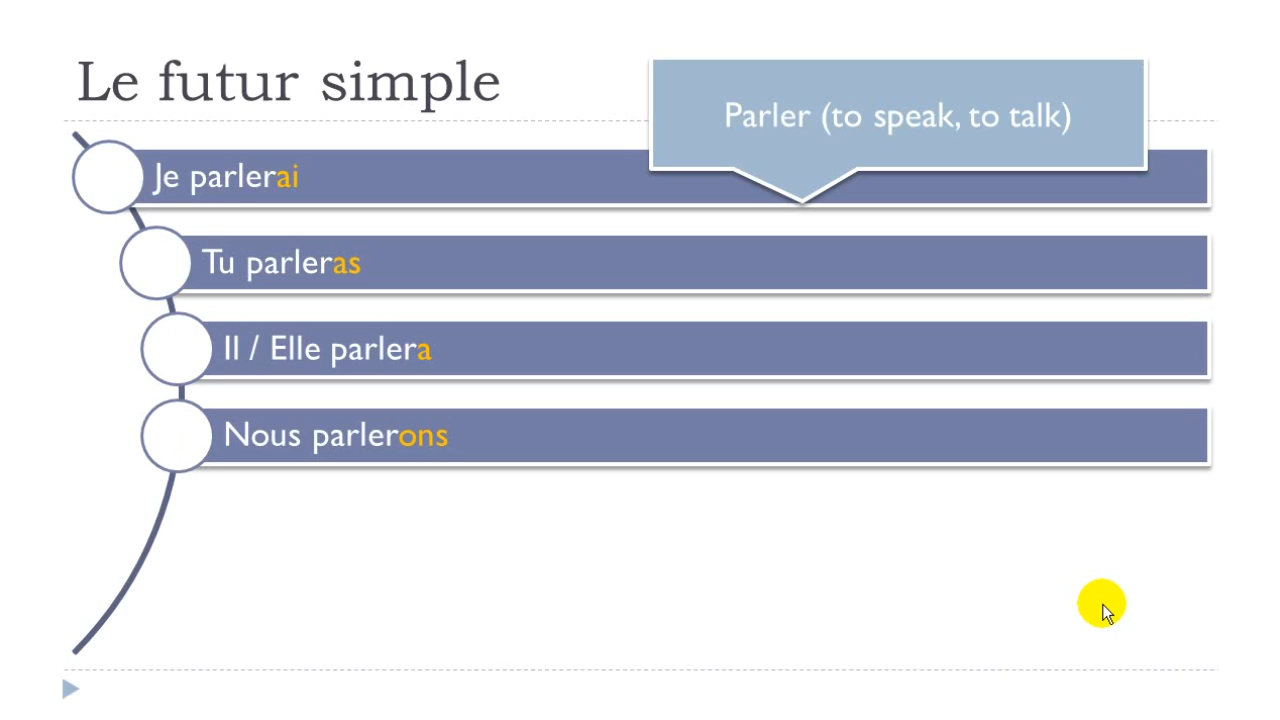 Le futur simple
Parler (to speak, to talk)
Je parlerai
Tu parleras
Il / Elle parlera
Nous parlerons